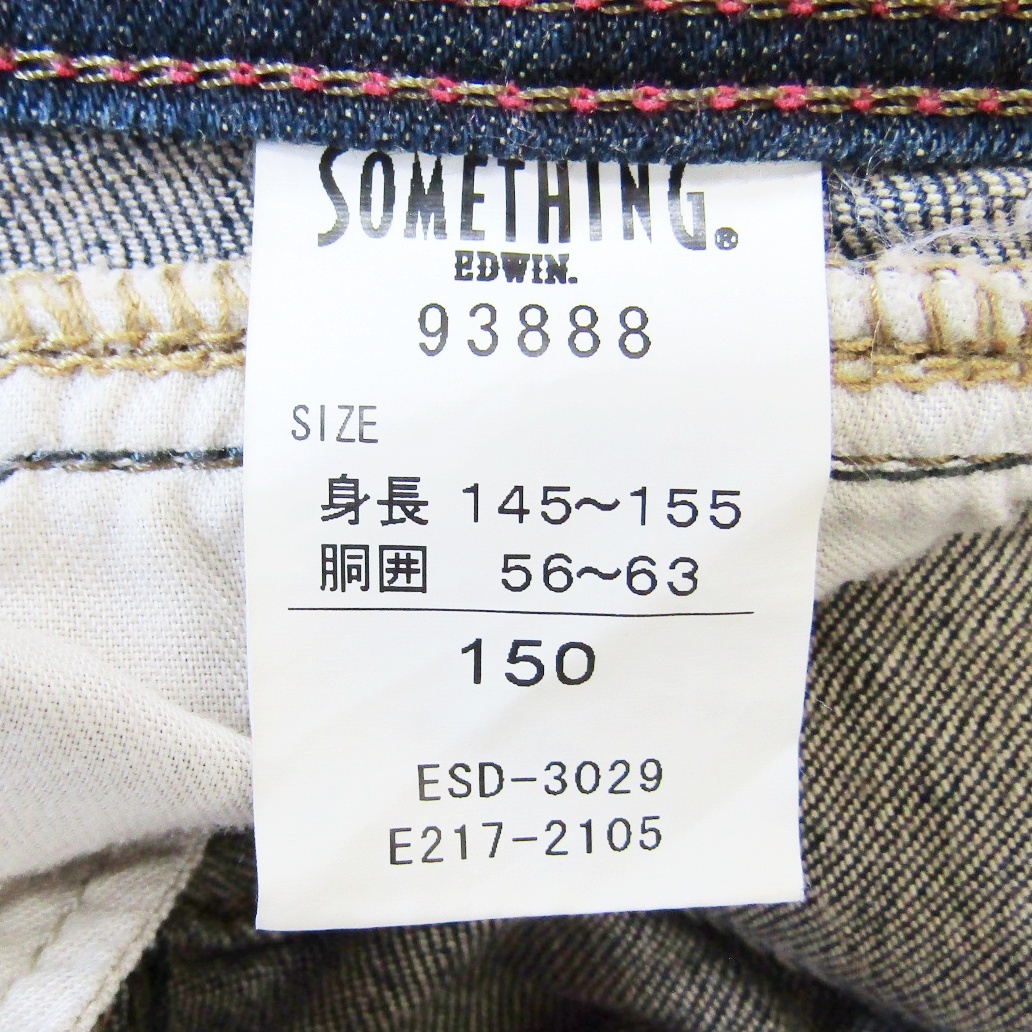 SOMETHING®
EDWIN.
93888
SIZE
身長 145～155
胴囲 56～63
150
ESD-3029
E217-2105